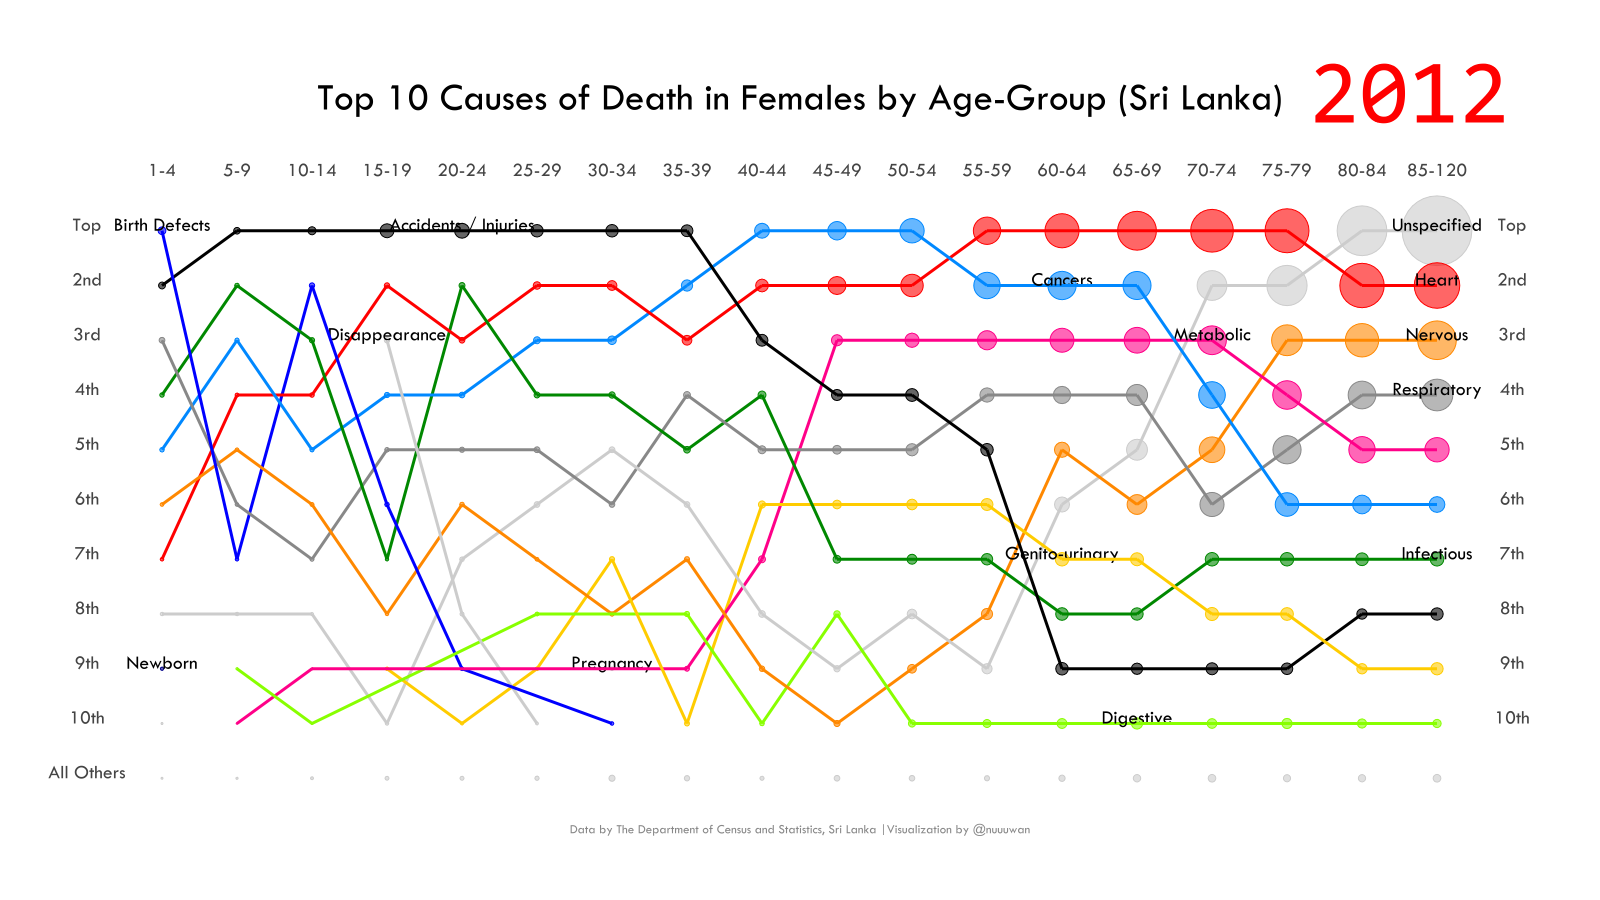 Top 10 Causes of Death in Females by Age-Group (Sri Lanka) 2012
1-4 5-9 10-14 15-19 20-24 25-29 30-34 35-39 40-44 45-49 50-54 55-59 60-64 65-69 70-74 75-79 80-84 85-120
Top Birth Defects Accidents / Injuries Unspecified Top
2nd Cancers Heart 2nd
3rd Disappearance Metabolic Nervous 3rd
4th Respiratory 4th
5th 5th
6th 6th
7th Genito-urinary Infectious 7th
8th 8th
9th Newborn Pregnancy 9th
10th Digestive 10th
All Others
Data by The Department of Census and Statistics, Sri Lanka | Visualization by @nuuuwan